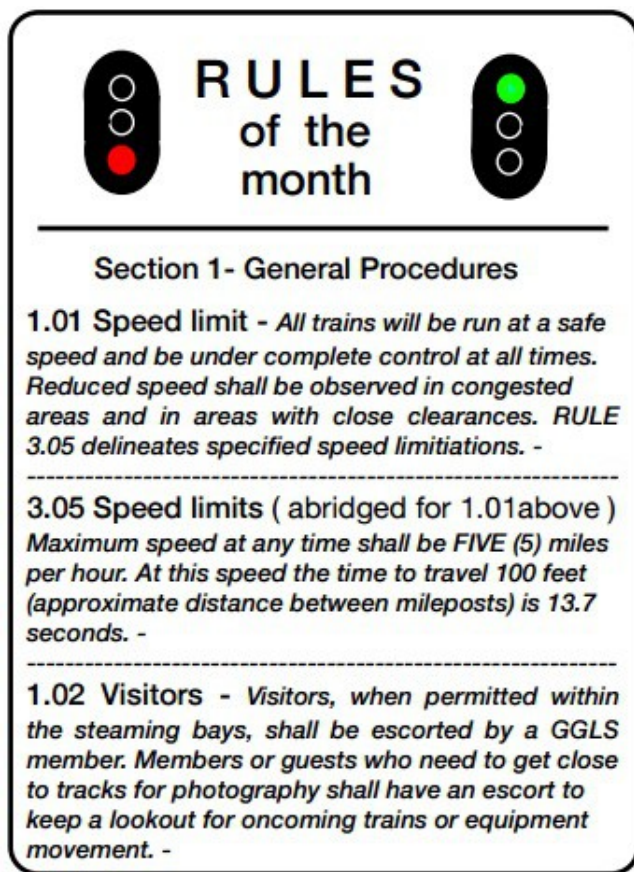 RULES
of the
month
Section 1- General Procedures
1.01 Speed limit - All trains will be run at a safe
speed and be under complete control at all times.
Reduced speed shall be observed in congested
areas and in areas with close clearances. RULE
3.05 delineates specified speed limitiations. -
3.05 Speed limits ( abridged for 1.01above )
Maximum speed at any time shall be FIVE (5) miles
per hour. At this speed the time to travel 100 feet
(approximate distance between mileposts) is 13.7
seconds. -
1.02 Visitors - Visitors, when permitted within
the steaming bays, shall be escorted by a GGLS
member. Members or guests who need to get close
to tracks for photography shall have an escort to
keep a lookout for oncoming trains or equipment
movement. -